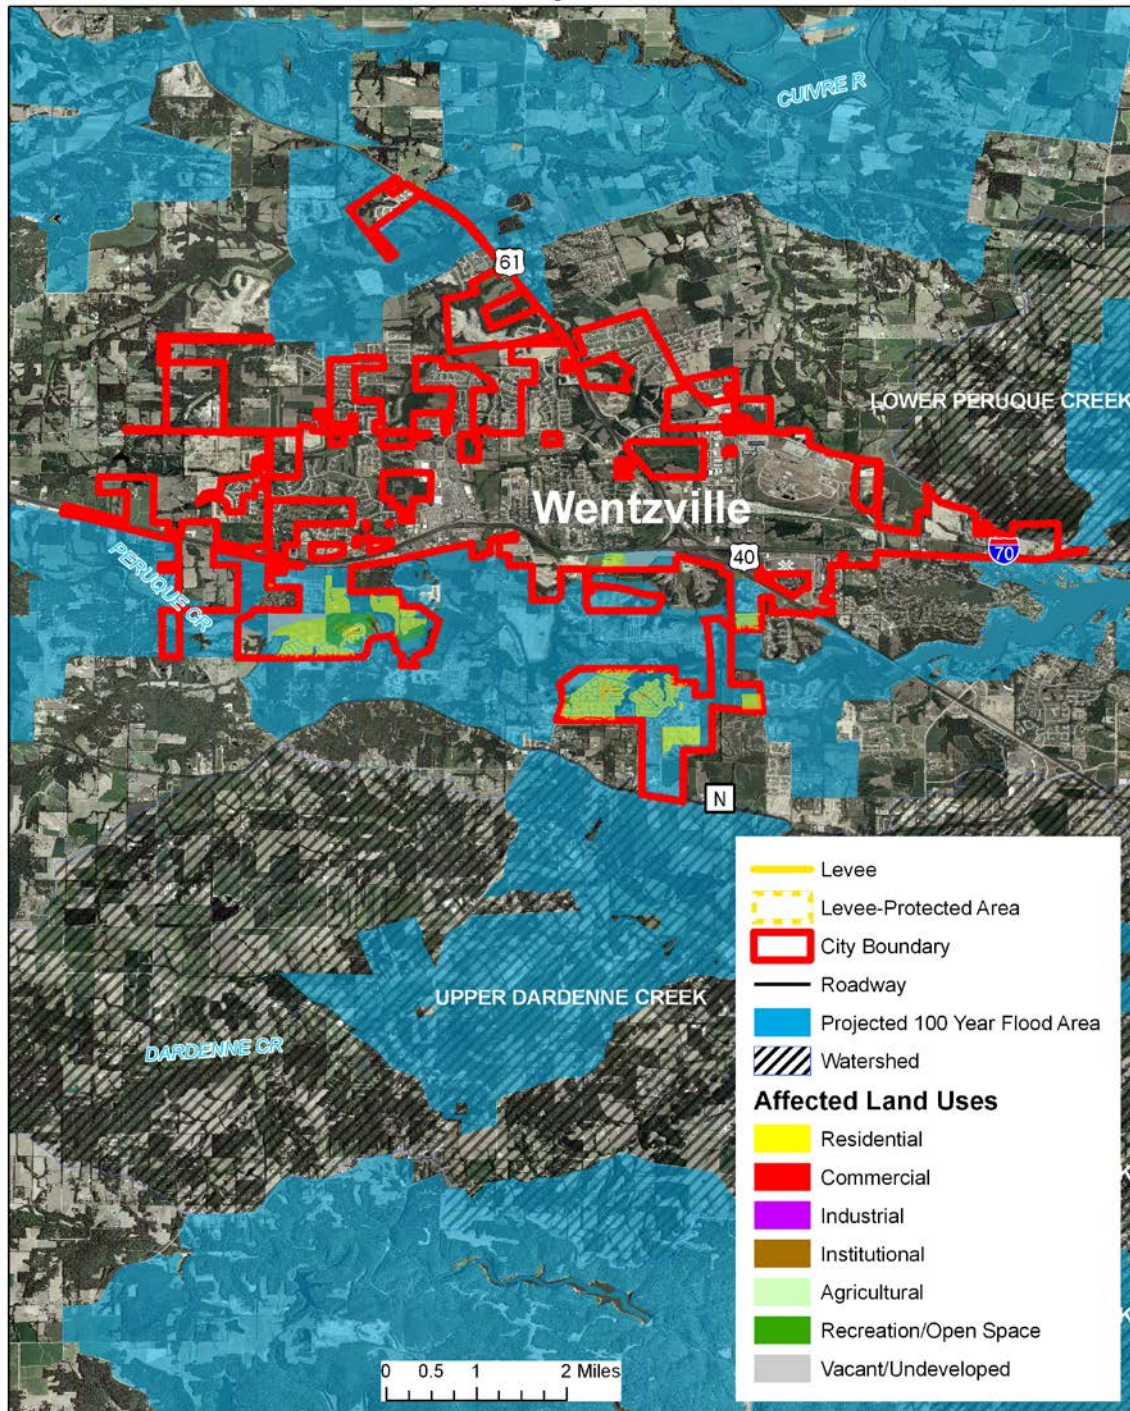 CUIVRE R
61
LOWER PERUQUE CREEK
Wentzville
40
70
PERUQUE CR
N
Levee
Levee-Protected Area
City Boundary
Roadway
UPPER DARDENNE CREEK
Projected 100 Year Flood Area
DARDENNE CR
Watershed
Affected Land Uses
Residential
Commercial
Industrial
Institutional
Agricultural
Recreation/Open Space
Vacant/Undeveloped
0 0.5 1 2 Miles